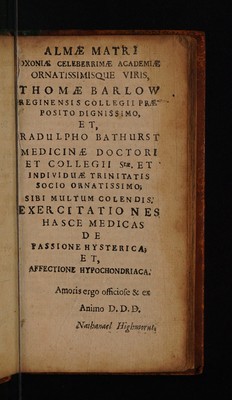 ALMÆ MATRI
OXONIÆ CELEBERRIMÆ ACADEMIÆ
ORNATISSIMISQUE VIRIS,
THOMÆ BARLOW
REGINENSIS COLLEGII PRÆ-
POSITO DIGNISSIMO,
ET,
RADULPHO BATHURST
MEDICINÆ DOCTORI
ET COLLEGII Stæ. ET
INDIVIDUÆ TRINITATIS
SOCIO ORNATISSIMO;
SIBI MULTUM COLENDIS.
EXERCITATIONES
HASCE MEDICAS
DE
PASSIONE HYSTERICA;
ET,
AFFECTIONE HYPOCHONDRIACA.
Amoris ergo officiose & ex
Animo D.D.D.
Nathanael Highmorus,